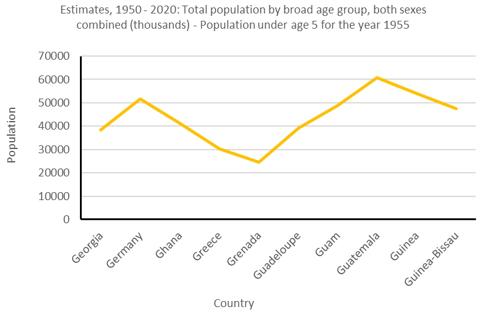 Estimates, 1950 - 2020: Total population by broad age group, both sexes
combined (thousands) - Population under age 5 for the year 1955
70000
60000
50000
40000
30000
20000
10000
0
Population
Georgia
Germany
Ghana
Greece
Grenada
Guadeloupe
Guam
Guatemala
Guinea
Guinea-Bissau
Country